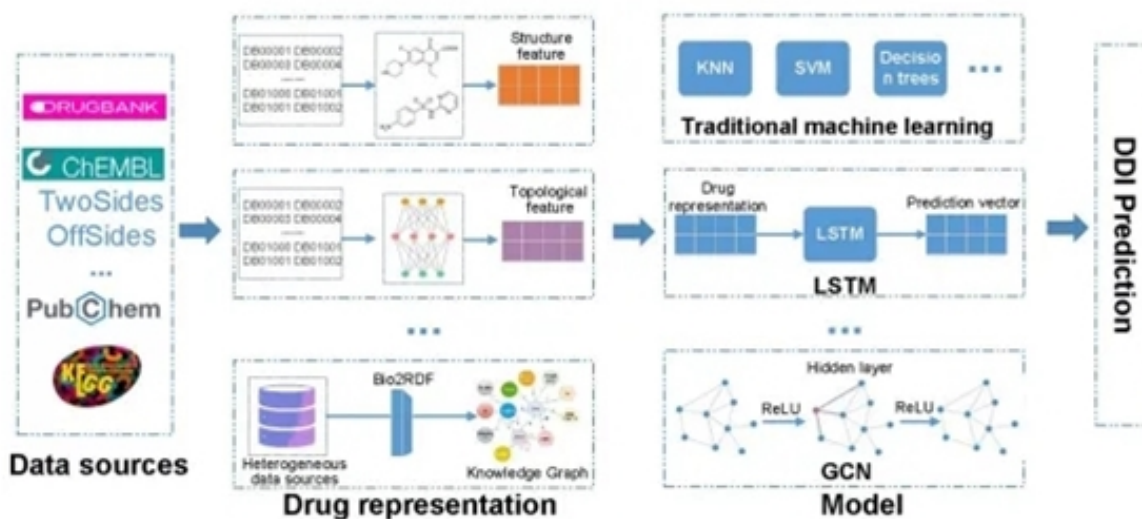 DRUGBANK
ChEMBL
TwoSides
OffSides
...
PubChem
KEGG
Data sources
DB00001 DB00002
DB00003 DB00004
DB01000 DB01001
DB01001 DB01002
Structure
feature
DB00001 DB00002
DB00003 DB00004
DB01000 DB01001
DB01001 DB01002
Topological
feature
...
Bio2RDF
Heterogeneous
data sources
Knowledge Graph
Drug representation
KNN
SVM
Decisio
n trees
...
Traditional machine learning
Drug
representation
LSTM
Prediction vector
LSTM
...
Hidden layer
ReLU
ReLU
GCN
Model
DDI Prediction